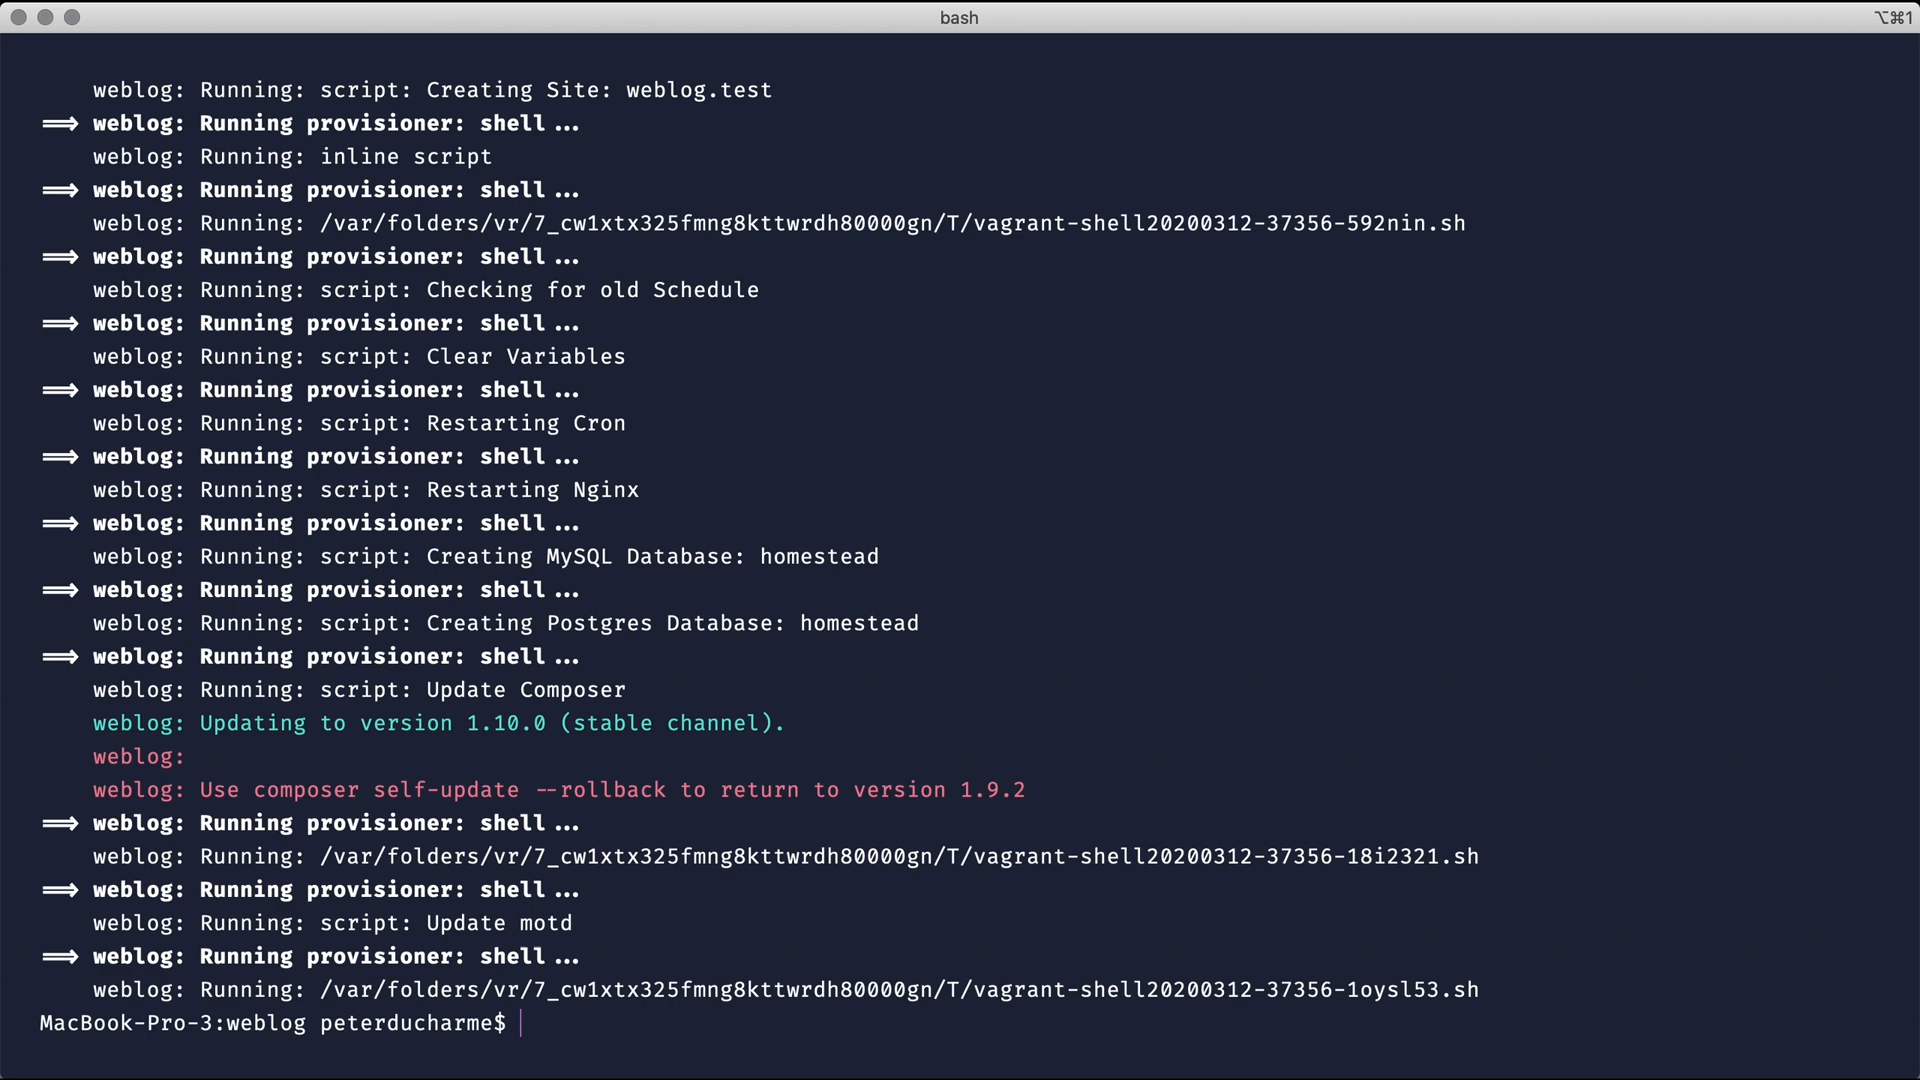 bash
⌥⌘1
weblog: Running: script: Creating Site: weblog.test
==> weblog: Running provisioner: shell...
weblog: Running: inline script
==> weblog: Running provisioner: shell...
weblog: Running: /var/folders/vr/7_cw1xtx325fmng8kttwrdh80000gn/T/vagrant-shell20200312-37356-592nin.sh
==> weblog: Running provisioner: shell...
weblog: Running: script: Checking for old Schedule
==> weblog: Running provisioner: shell...
weblog: Running: script: Clear Variables
==> weblog: Running provisioner: shell...
weblog: Running: script: Restarting Cron
==> weblog: Running provisioner: shell...
weblog: Running: script: Restarting Nginx
==> weblog: Running provisioner: shell...
weblog: Running: script: Creating MySQL Database: homestead
==> weblog: Running provisioner: shell...
weblog: Running: script: Creating Postgres Database: homestead
==> weblog: Running provisioner: shell...
weblog: Running: script: Update Composer
weblog: Updating to version 1.10.0 (stable channel).
weblog:
weblog: Use composer self-update --rollback to return to version 1.9.2
==> weblog: Running provisioner: shell...
weblog: Running: /var/folders/vr/7_cw1xtx325fmng8kttwrdh80000gn/T/vagrant-shell20200312-37356-18i2321.sh
==> weblog: Running provisioner: shell...
weblog: Running: script: Update motd
==> weblog: Running provisioner: shell...
weblog: Running: /var/folders/vr/7_cw1xtx325fmng8kttwrdh80000gn/T/vagrant-shell20200312-37356-1oysl53.sh
MacBook-Pro-3:weblog peterducharme$